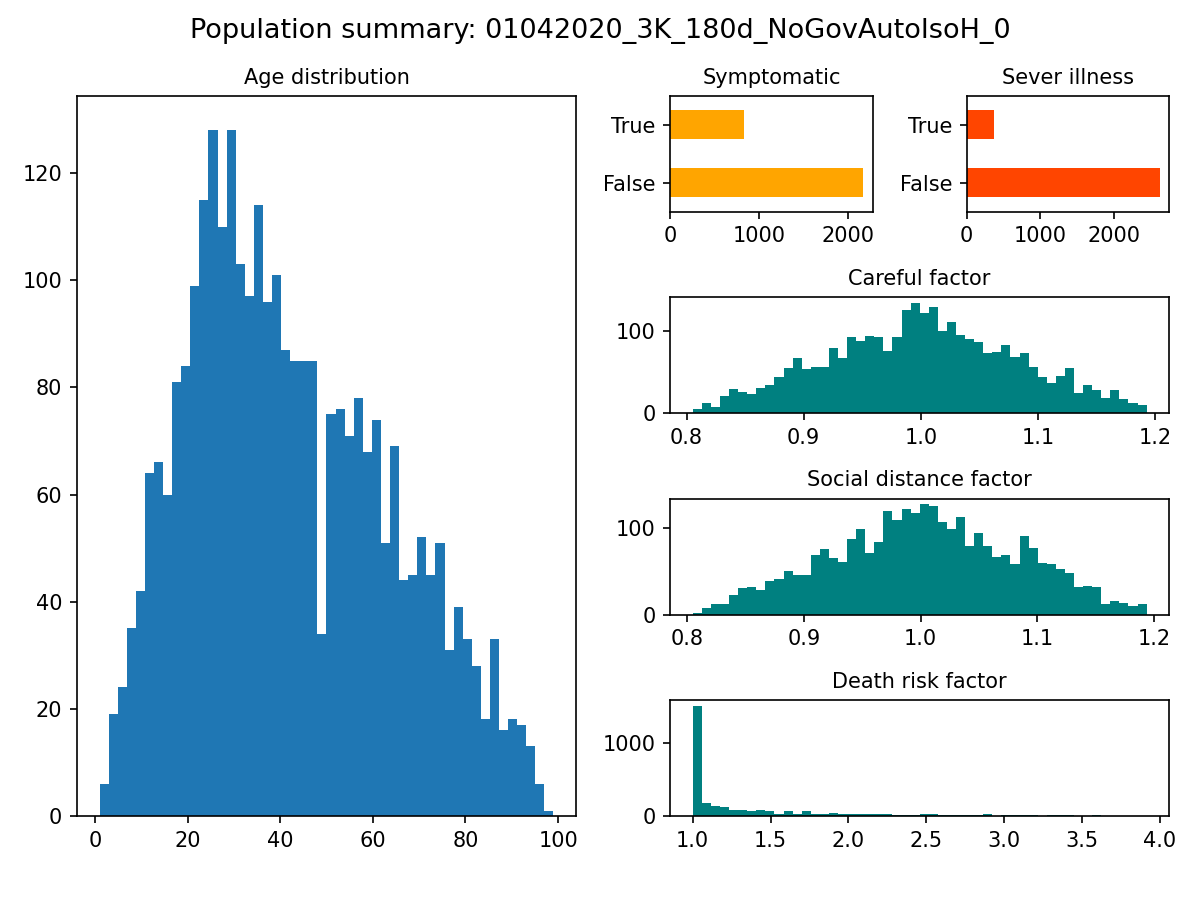 Population summary: 01042020_3K_180d_NoGovAutoIsoH_0
Age distribution
120
100
80
60
40
20
0
0 20 40 60 80 100
Symptomatic
True
False
0 1000 2000
Sever illness
True
False
0 1000 2000
Careful factor
100
0
0.8 0.9 1.0 1.1 1.2
Social distance factor
100
0
0.8 0.9 1.0 1.1 1.2
Death risk factor
1000
0
1.0 1.5 2.0 2.5 3.0 3.5 4.0